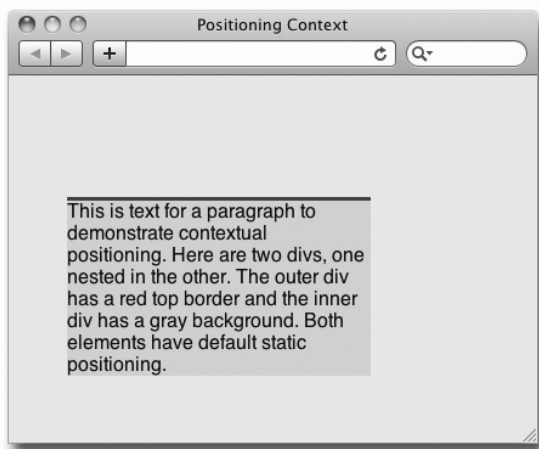 Positioning Context
This is text for a paragraph to
demonstrate contextual
positioning. Here are two divs, one
nested in the other. The outer div
has a red top border and the inner
div has a gray background. Both
elements have default static
positioning.